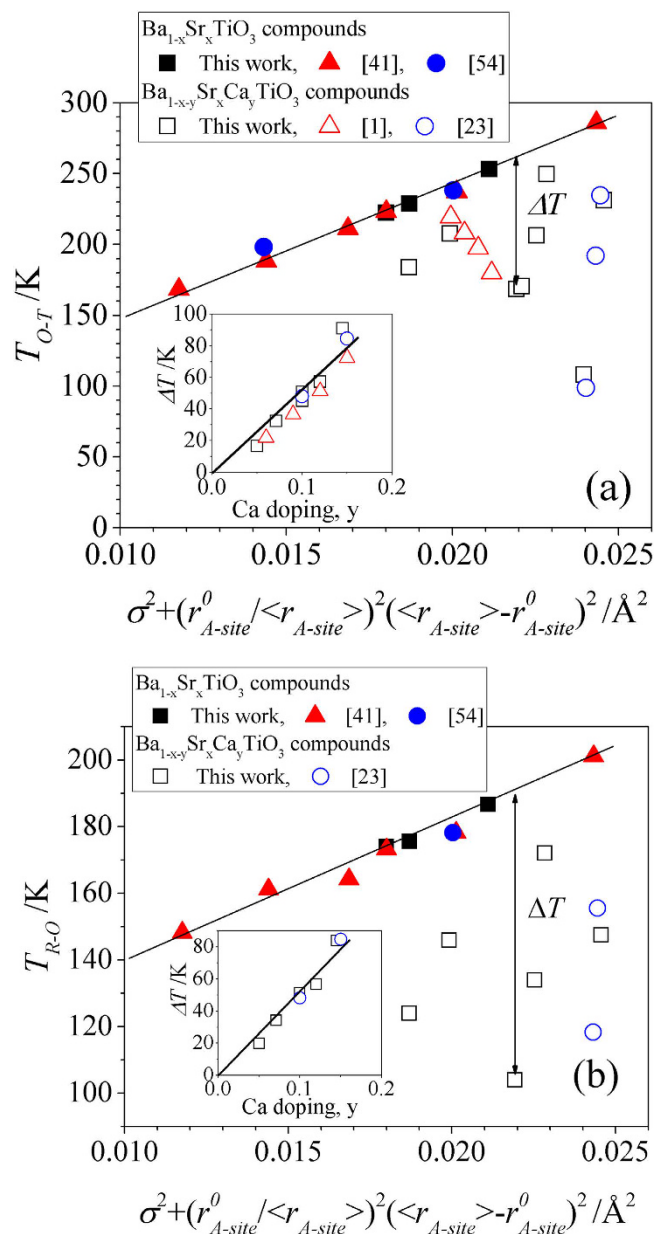 Ba1-xSrxTiO3 compounds
■ This work, ▲ [41], ● [54]
Ba1-x-ySrxCayTiO3 compounds
□ This work, △ [1], ○ [23]
300
250
200
150
100
50
0
TO-T /K
ΔT
100
80
60
40
20
0
ΔT /K
0.0 0.1 0.2
Ca doping, y
(a)
0.010 0.015 0.020 0.025
σ²+(r⁰A-site/<rA-site>)²(<rA-site>-r⁰A-site)²/Å²
Ba1-xSrxTiO3 compounds
■ This work, ▲ [41], ● [54]
Ba1-x-ySrxCayTiO3 compounds
□ This work, ○ [23]
200
180
160
140
120
100
TR-O /K
ΔT
80
60
40
20
0
ΔT /K
0.0 0.1 0.2
Ca doping, y
(b)
0.010 0.015 0.020 0.025
σ²+(r⁰A-site/<rA-site>)²(<rA-site>-r⁰A-site)²/Å²